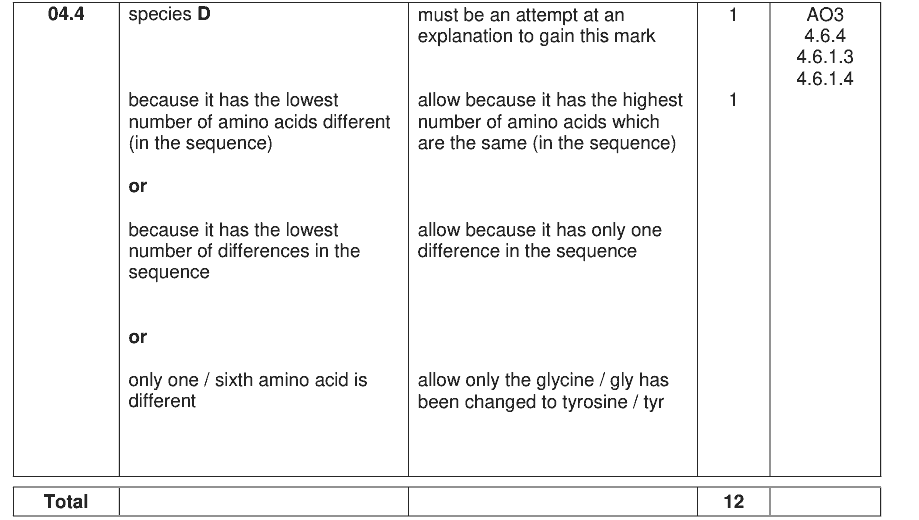 04.4
species D
must be an attempt at an
explanation to gain this mark
1
AO3
4.6.4
4.6.1.3
4.6.1.4
because it has the lowest
number of amino acids different
(in the sequence)
allow because it has the highest
number of amino acids which
are the same (in the sequence)
1
or
because it has the lowest
number of differences in the
sequence
allow because it has only one
difference in the sequence
or
only one / sixth amino acid is
different
allow only the glycine / gly has
been changed to tyrosine / tyr
Total
12